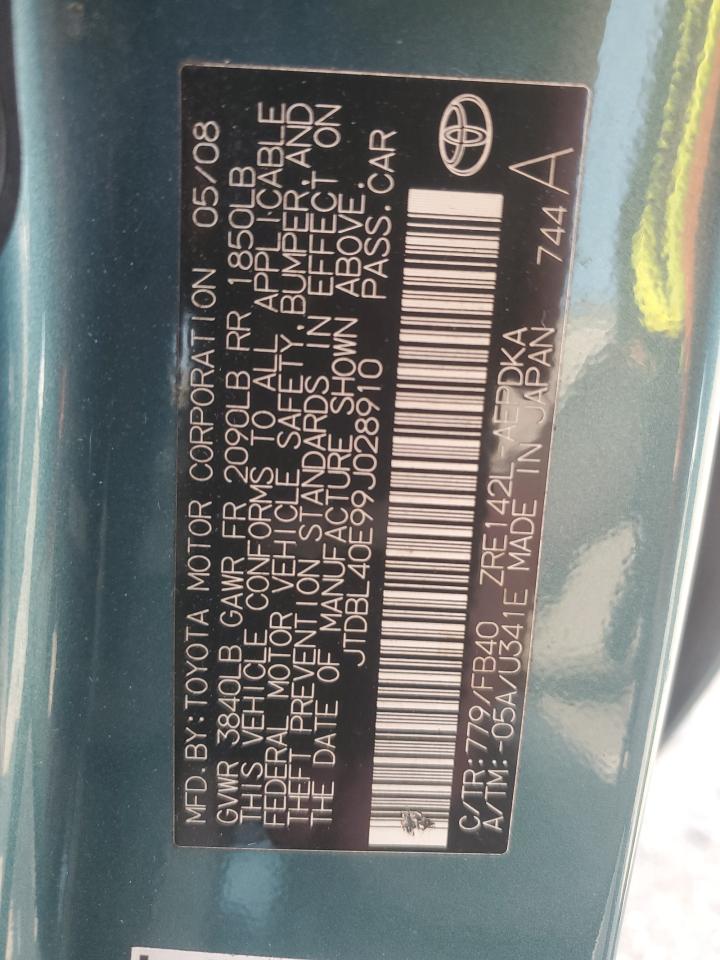 MFD. BY: TOYOTA MOTOR CORPORATION 05/08
GVWR 3840LB GAWR FR 2090LB RR 1850LB
THIS VEHICLE CONFORMS TO ALL APPLICABLE
FEDERAL MOTOR VEHICLE SAFETY, BUMPER, AND
THEFT PREVENTION STANDARDS IN EFFECT ON
THE DATE OF MANUFACTURE SHOWN ABOVE.
JTDBL40E99J028910 PASS. CAR
C/TR: 779/FB40 ZRE142L-AEPDKA 744 A
A/TM: -05A/U341E MADE IN JAPAN